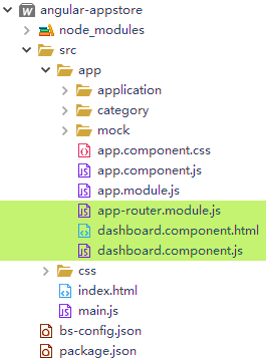 angular-appstore
node_modules
src
app
application
category
mock
app.component.css
app.component.js
app.module.js
app-router.module.js
dashboard.component.html
dashboard.component.js
css
index.html
main.js
bs-config.json
package.json